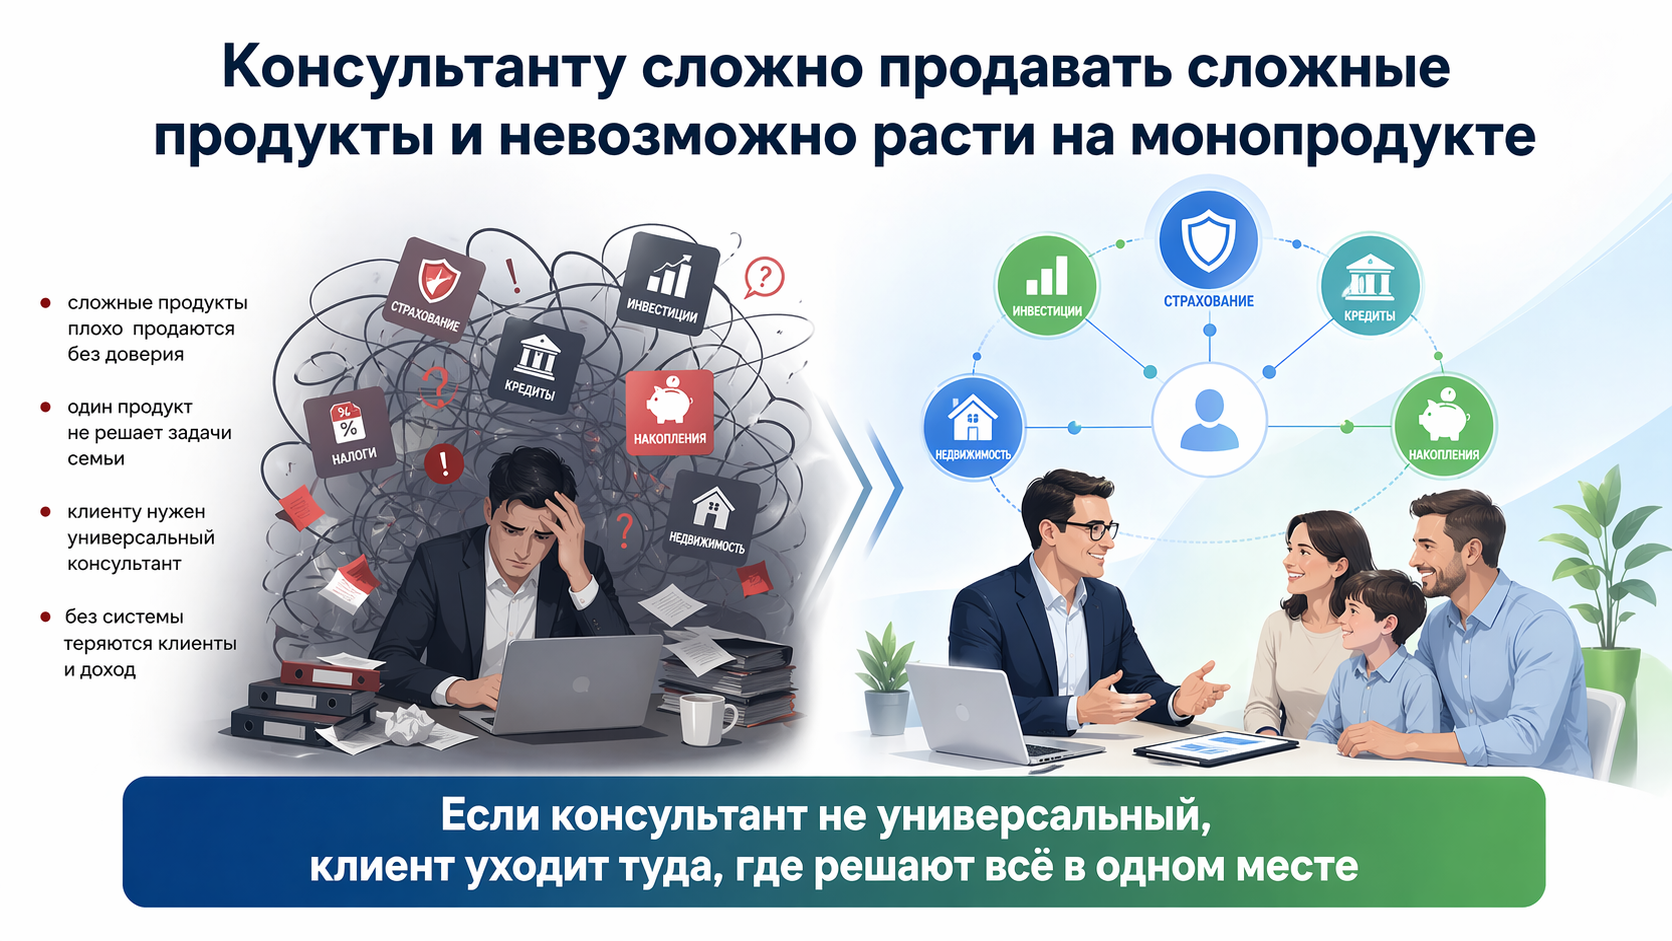 Консультанту сложно продавать сложные
продукты и невозможно расти на монопродукте
сложные продукты
плохо продаются
без доверия
один продукт
не решает задачи
семьи
клиенту нужен
универсальный
консультант
без системы
теряются клиенты
и доход
СТРАХОВАНИЕ
ИНВЕСТИЦИИ
КРЕДИТЫ
НАКОПЛЕНИЯ
НАЛОГИ
НЕДВИЖИМОСТЬ
СТРАХОВАНИЕ
ИНВЕСТИЦИИ
КРЕДИТЫ
НЕДВИЖИМОСТЬ
НАКОПЛЕНИЯ
Если консультант не универсальный,
клиент уходит туда, где решают всё в одном месте